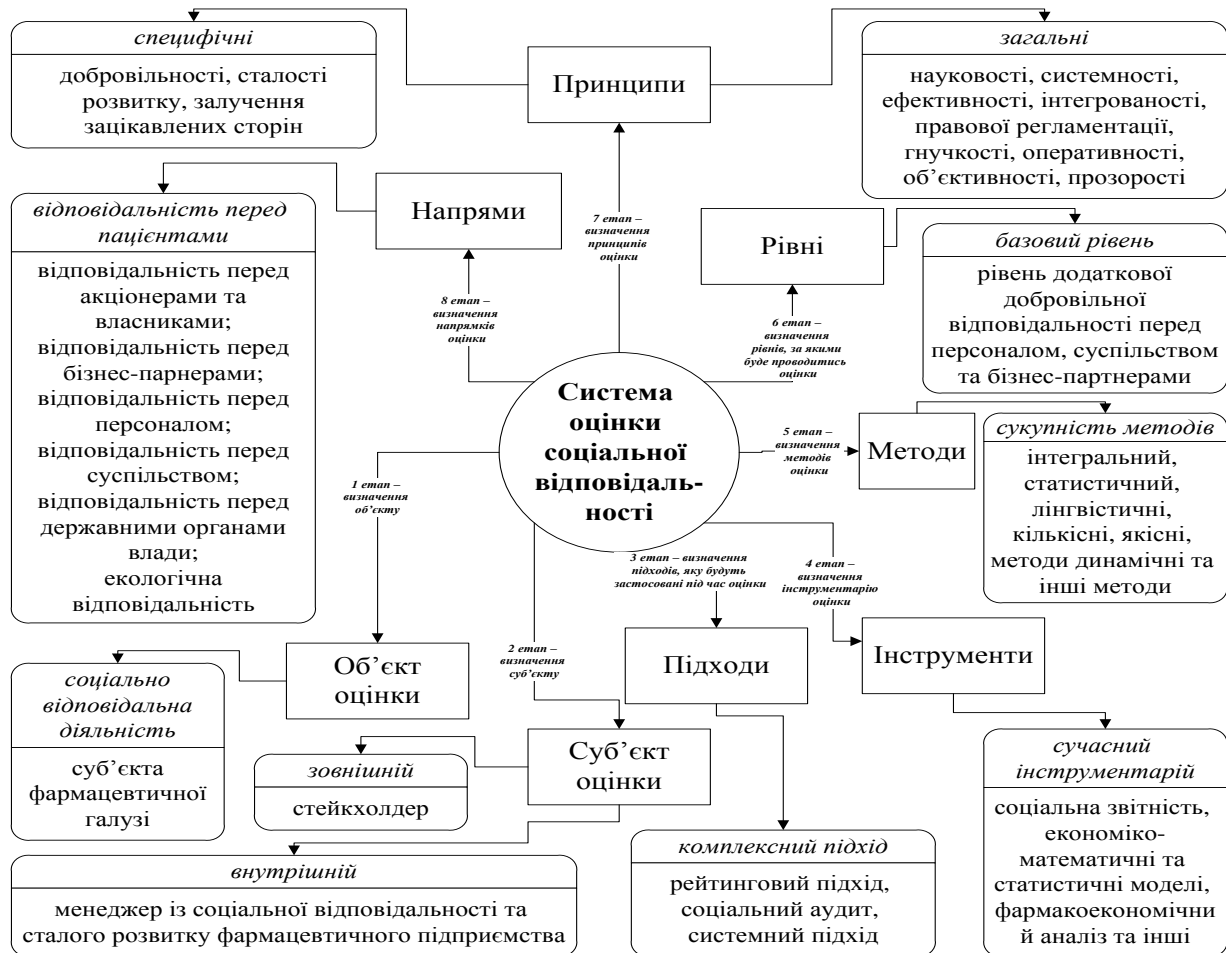 специфічні
добровільності, сталості
розвитку, залучення
зацікавлених сторін
Принципи
загальні
науковості, системності,
ефективності, інтегрованості,
правової регламентації,
гнучкості, оперативності,
об’єктивності, прозорості
відповідальність перед
пацієнтами
відповідальність перед
акціонерами та
власниками;
відповідальність перед
бізнес-парнерами;
відповідальність перед
персоналом;
відповідальність перед
суспільством;
відповідальність перед
державними органами
влади;
екологічна
відповідальність
Напрями
7 етап –
визначення
принципів
оцінки
Рівні
базовий рівень
рівень додаткової
добровільної
відповідальності перед
персоналом, суспільством
та бізнес-партнерами
8 етап –
визначення
напрямків
оцінки
6 етап –
визначення
рівнів, за якими
буде проводитись
оцінки
Система
оцінки
соціальної
відповідаль-
ності
5 етап –
визначення
методів
оцінки
Методи
сукупність методів
інтегральний,
статистичний,
лінгвістичні,
кількісні, якісні,
методи динамічні та
інші методи
1 етап –
визначення
об’єкту
2 етап –
визначення
суб’єкту
3 етап – визначення
підходів, яку будуть
застосовані під час оцінки
4 етап –
визначення
інструментарію
оцінки
Об’єкт
оцінки
соціально
відповідальна
діяльність
суб’єкта
фармацевтичної
галузі
Підходи
Інструменти
Суб’єкт
оцінки
зовнішній
стейкхолдер
внутрішній
менеджер із соціальної відповідальності та
сталого розвитку фармацевтичного підприємства
комплексний підхід
рейтинговий підхід,
соціальний аудит,
системний підхід
сучасний
інструментарій
соціальна звітність,
економіко-
математичні та
статистичні моделі,
фармакоекономічни
й аналіз та інші